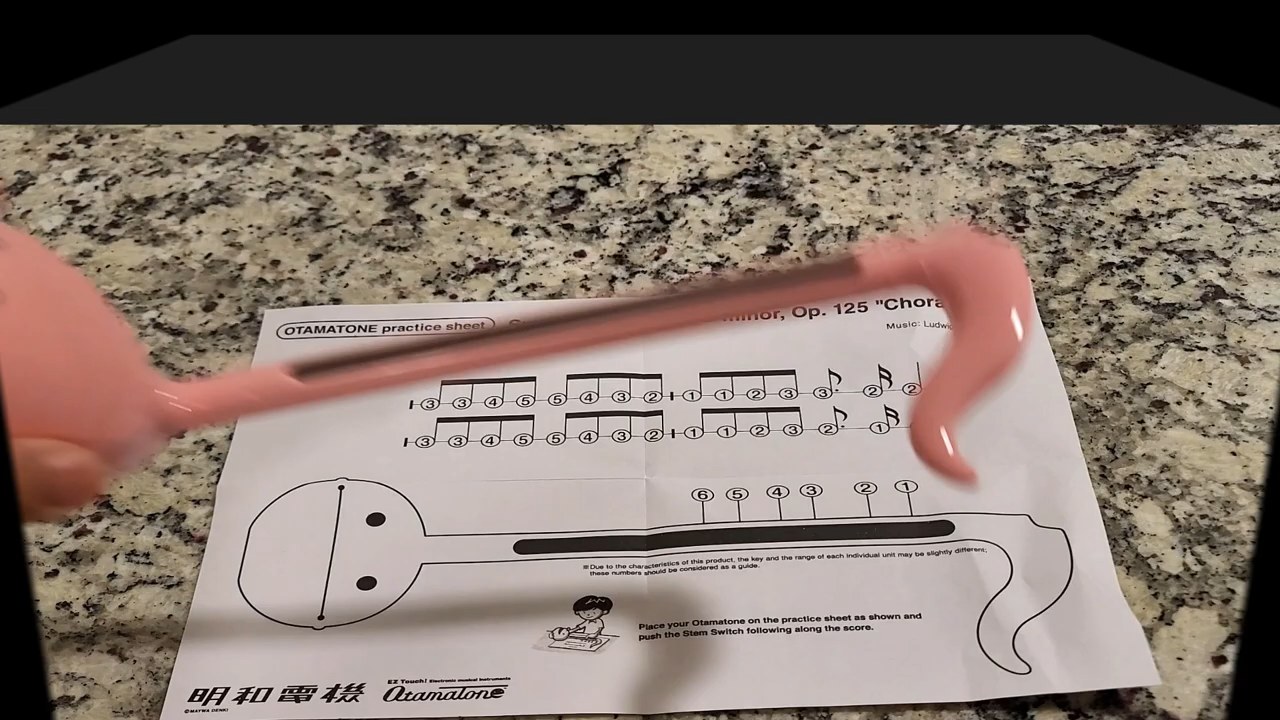 OTAMATONE practice sheet
minor, Op. 125 "Chora
Music: Ludwi
3 3 4 5 5 4 3 2 1 1 2 3 3 2 2
3 3 4 5 5 4 3 2 1 1 2 3 2 1
6 5 4 3 2 1
※Due to the characteristics of this product, the key and the range of each individual unit may be slightly different;
these numbers should be considered as a guide.
Place your Otamatone on the practice sheet as shown and
push the Stem Switch following along the score.
明和電機
©MAYWA DENKI
EZ Touch! Electronic musical instruments
Otamatone